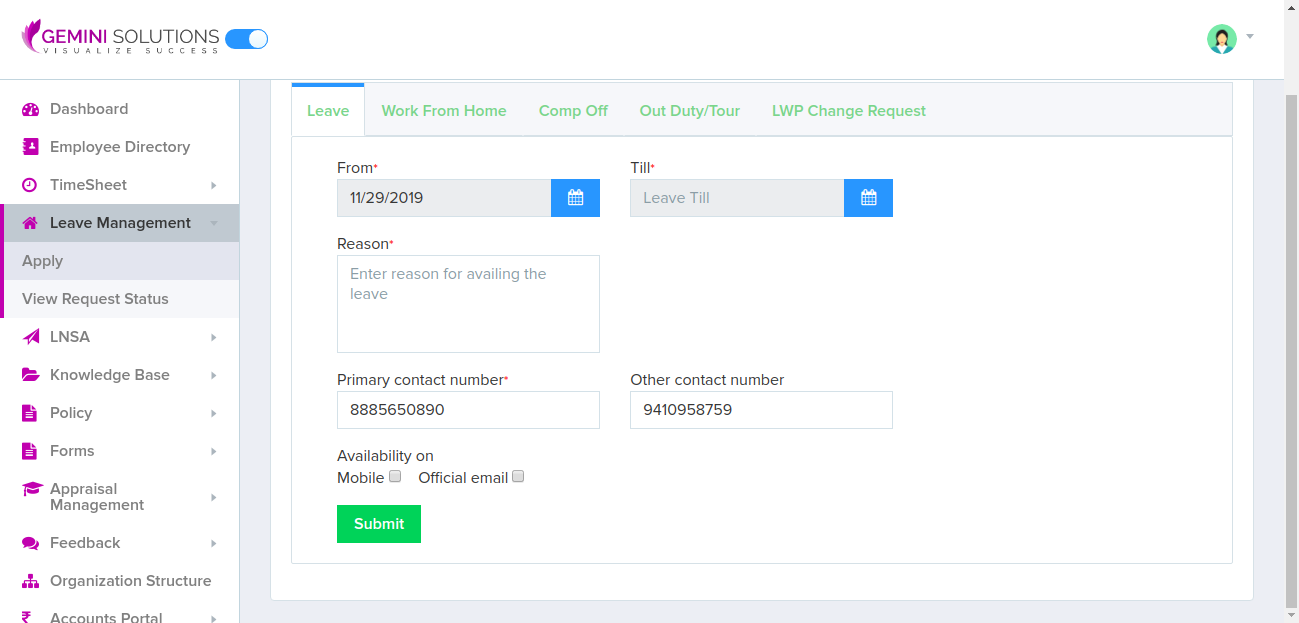 GEMINI SOLUTIONS
VISUALIZE SUCCESS
Dashboard
Employee Directory
TimeSheet
Leave Management
Apply
View Request Status
LNSA
Knowledge Base
Policy
Forms
Appraisal
Management
Feedback
Organization Structure
Accounts Portal
Leave
Work From Home
Comp Off
Out Duty/Tour
LWP Change Request
From*
Till*
11/29/2019
Leave Till
Reason*
Enter reason for availing the
leave
Primary contact number*
Other contact number
8885650890
9410958759
Availability on
Mobile
Official email
Submit